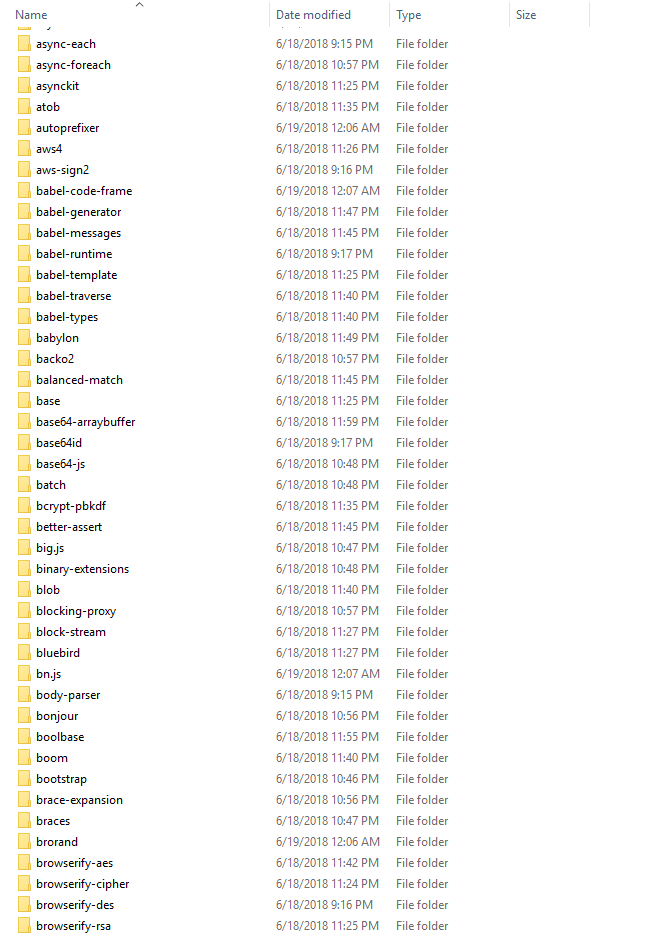 Name Date modified Type Size
async-each 6/18/2018 9:15 PM File folder
async-foreach 6/18/2018 10:57 PM File folder
asynckit 6/18/2018 11:25 PM File folder
atob 6/18/2018 11:35 PM File folder
autoprefixer 6/19/2018 12:06 AM File folder
aws4 6/18/2018 11:26 PM File folder
aws-sign2 6/18/2018 9:16 PM File folder
babel-code-frame 6/19/2018 12:07 AM File folder
babel-generator 6/18/2018 11:47 PM File folder
babel-messages 6/18/2018 11:45 PM File folder
babel-runtime 6/18/2018 9:17 PM File folder
babel-template 6/18/2018 11:25 PM File folder
babel-traverse 6/18/2018 11:40 PM File folder
babel-types 6/18/2018 11:40 PM File folder
babylon 6/18/2018 11:49 PM File folder
backo2 6/18/2018 10:57 PM File folder
balanced-match 6/18/2018 11:45 PM File folder
base 6/18/2018 11:25 PM File folder
base64-arraybuffer 6/18/2018 11:59 PM File folder
base64id 6/18/2018 9:17 PM File folder
base64-js 6/18/2018 10:48 PM File folder
batch 6/18/2018 10:48 PM File folder
bcrypt-pbkdf 6/18/2018 11:35 PM File folder
better-assert 6/18/2018 11:45 PM File folder
big.js 6/18/2018 10:47 PM File folder
binary-extensions 6/18/2018 10:48 PM File folder
blob 6/18/2018 11:40 PM File folder
blocking-proxy 6/18/2018 10:57 PM File folder
block-stream 6/18/2018 11:27 PM File folder
bluebird 6/18/2018 11:27 PM File folder
bn.js 6/19/2018 12:07 AM File folder
body-parser 6/18/2018 9:15 PM File folder
bonjour 6/18/2018 10:56 PM File folder
boolbase 6/18/2018 11:55 PM File folder
boom 6/18/2018 11:40 PM File folder
bootstrap 6/18/2018 10:46 PM File folder
brace-expansion 6/18/2018 10:56 PM File folder
braces 6/18/2018 10:47 PM File folder
brorand 6/19/2018 12:06 AM File folder
browserify-aes 6/18/2018 11:42 PM File folder
browserify-cipher 6/18/2018 11:24 PM File folder
browserify-des 6/18/2018 9:16 PM File folder
browserify-rsa 6/18/2018 11:25 PM File folder